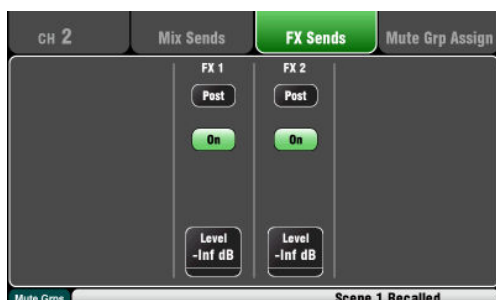 CH 2 Mix Sends FX Sends Mute Grp Assign
FX 1 FX 2
Post Post
On On
Level Level
-Inf dB -Inf dB
Mute Grps Scene 1 Recalled